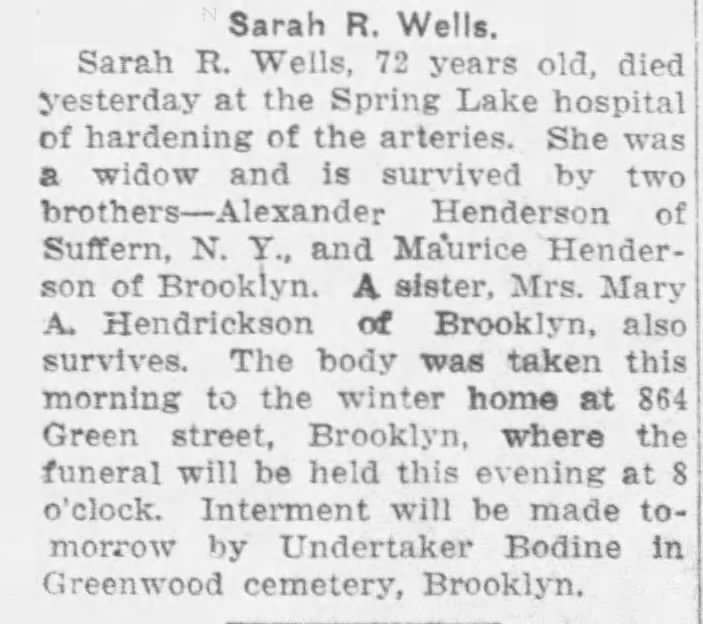 Sarah R. Wells.
Sarah R. Wells, 72 years old, died
yesterday at the Spring Lake hospital
of hardening of the arteries. She was
a widow and is survived by two
brothers—Alexander Henderson of
Suffern, N. Y., and Maurice Hender-
son of Brooklyn. A sister, Mrs. Mary
A. Hendrickson of Brooklyn, also
survives. The body was taken this
morning to the winter home at 864
Green street, Brooklyn, where the
funeral will be held this evening at 8
o'clock. Interment will be made to-
morrow by Undertaker Bodine in
Greenwood cemetery, Brooklyn.